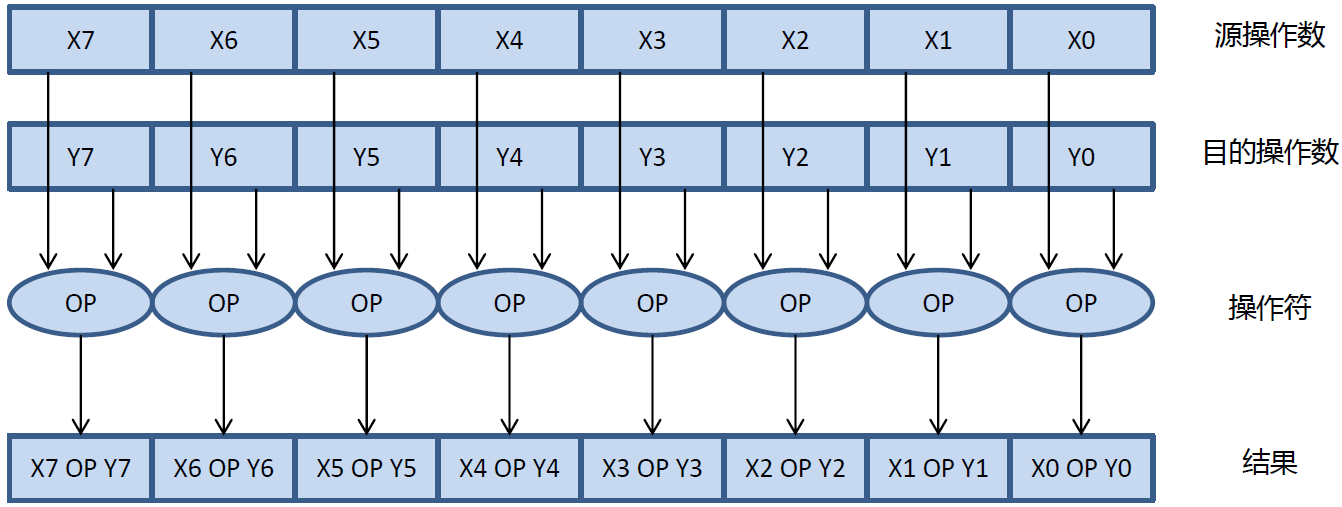 X7 X6 X5 X4 X3 X2 X1 X0 源操作数
Y7 Y6 Y5 Y4 Y3 Y2 Y1 Y0 目的操作数
OP OP OP OP OP OP OP OP 操作符
X7 OP Y7 X6 OP Y6 X5 OP Y5 X4 OP Y4 X3 OP Y3 X2 OP Y2 X1 OP Y1 X0 OP Y0 结果